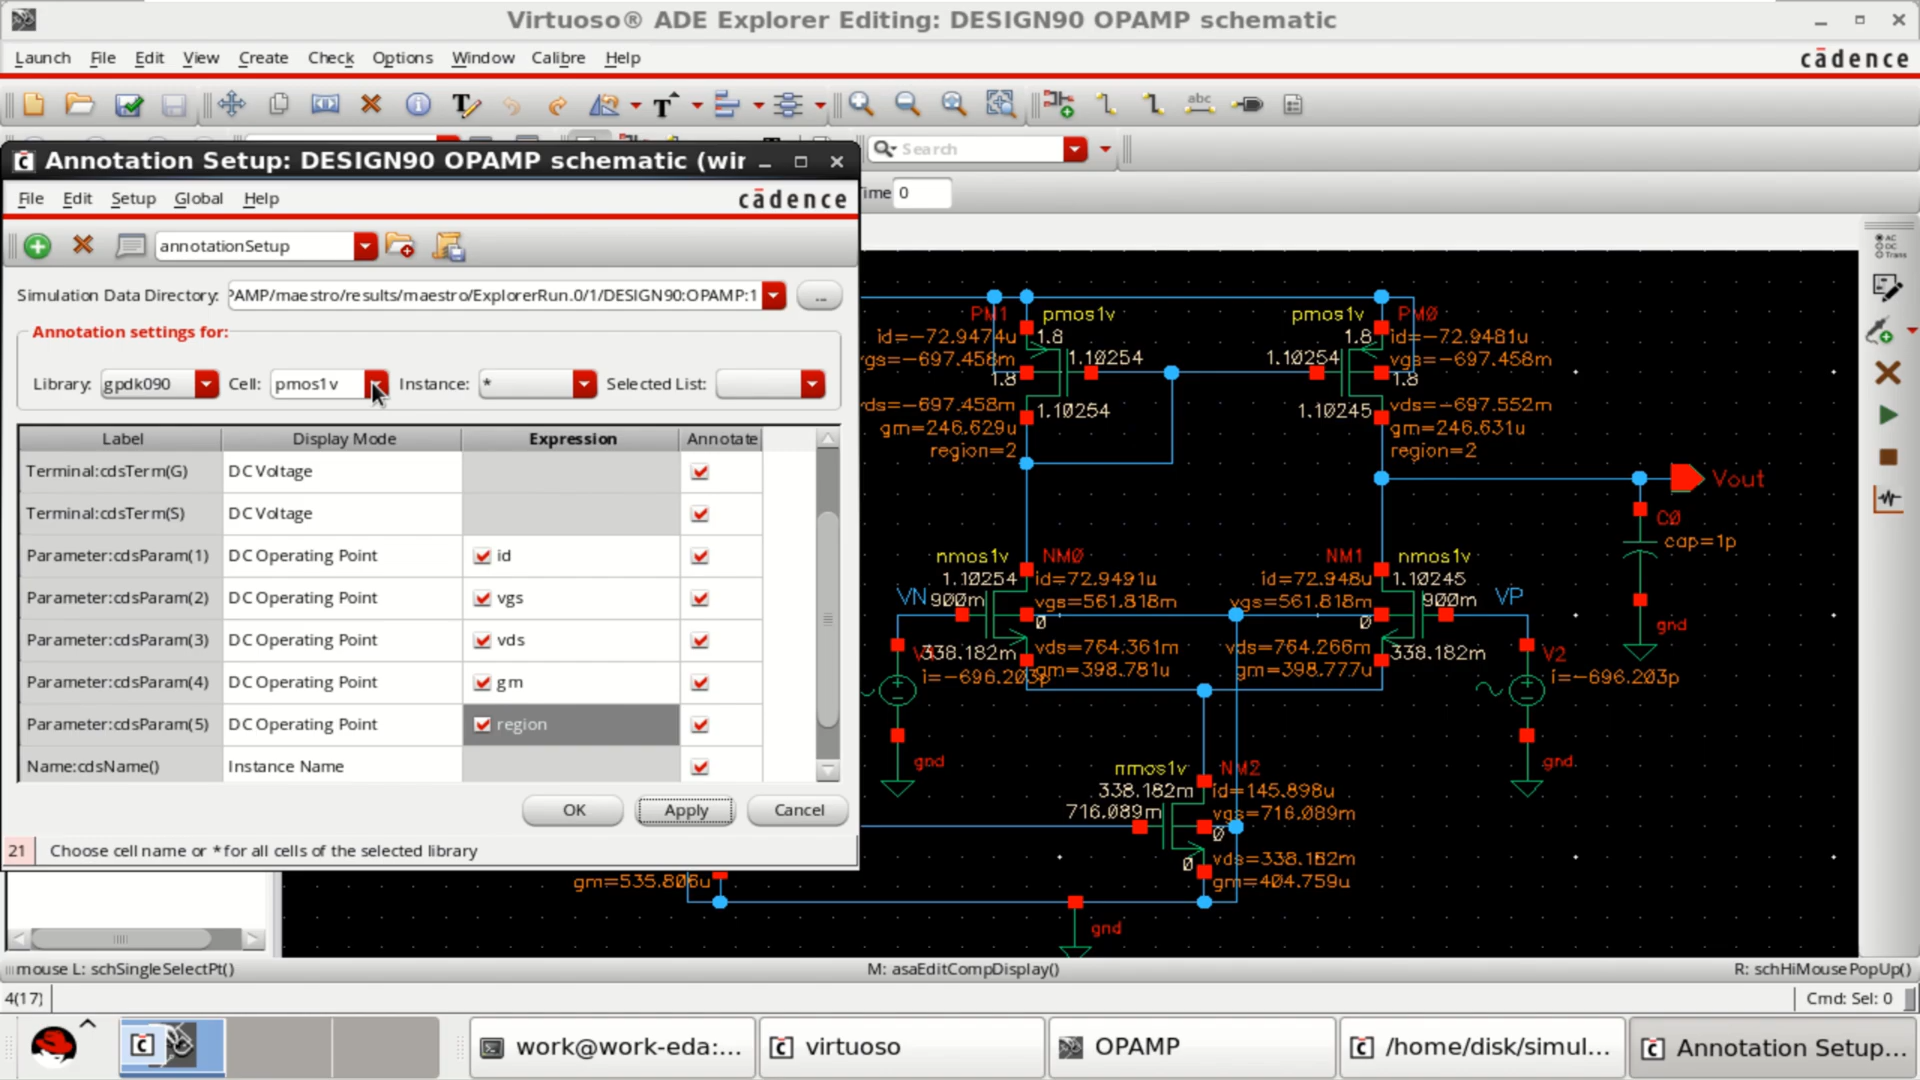 Virtuoso® ADE Explorer Editing: DESIGN90 OPAMP schematic
Launch File Edit View Create Check Options Window Calibre Help
cādence
Search
Annotation Setup: DESIGN90 OPAMP schematic (wir
File Edit Setup Global Help
cādence
Time 0
annotationSetup
Simulation Data Directory: PAMP/maestro/results/maestro/ExplorerRun.0/1/DESIGN90:OPAMP:1 ...
Annotation settings for:
Library: gpdk090 Cell: pmos1v Instance: * Selected List:
Label Display Mode Expression Annotate
Terminal:cdsTerm(G) DC Voltage
Terminal:cdsTerm(S) DC Voltage
Parameter:cdsParam(1) DC Operating Point id
Parameter:cdsParam(2) DC Operating Point vgs
Parameter:cdsParam(3) DC Operating Point vds
Parameter:cdsParam(4) DC Operating Point gm
Parameter:cdsParam(5) DC Operating Point region
Name:cdsName() Instance Name
OK Apply Cancel
21 Choose cell name or * for all cells of the selected library
AC
DC
Trans
PM1 pmos1v pmos1v PM0
id=-72.9474u 1.8 1.8 id=-72.9481u
vgs=-697.458m 1.10254 1.10254 vgs=-697.458m
1.8 1.8
vds=-697.458m 1.10254 1.10245 vds=-697.552m
gm=246.629u gm=246.631u
region=2 region=2
Vout
C0
cap=1p
gnd
nmos1v NM0 NM1 nmos1v
1.10254 id=72.9491u id=72.948u 1.10245
VN 900m vgs=561.818m vgs=561.818m 900m VP
0 0
338.182m vds=764.361m vds=764.266m 338.182m V2
i=-696.203p gm=398.781u gm=398.777u i=-696.203p
gnd gnd
nmos1v NM2
338.182m id=145.898u
716.089m vgs=716.089m
0
0 vds=338.182m
gm=535.806u gm=404.759u
gnd
mouse L: schSingleSelectPt() M: asaEditCompDisplay() R: schHiMousePopUp()
4(17) Cmd: Sel: 0
work@work-eda:... virtuoso OPAMP /home/disk/simul... Annotation Setup...